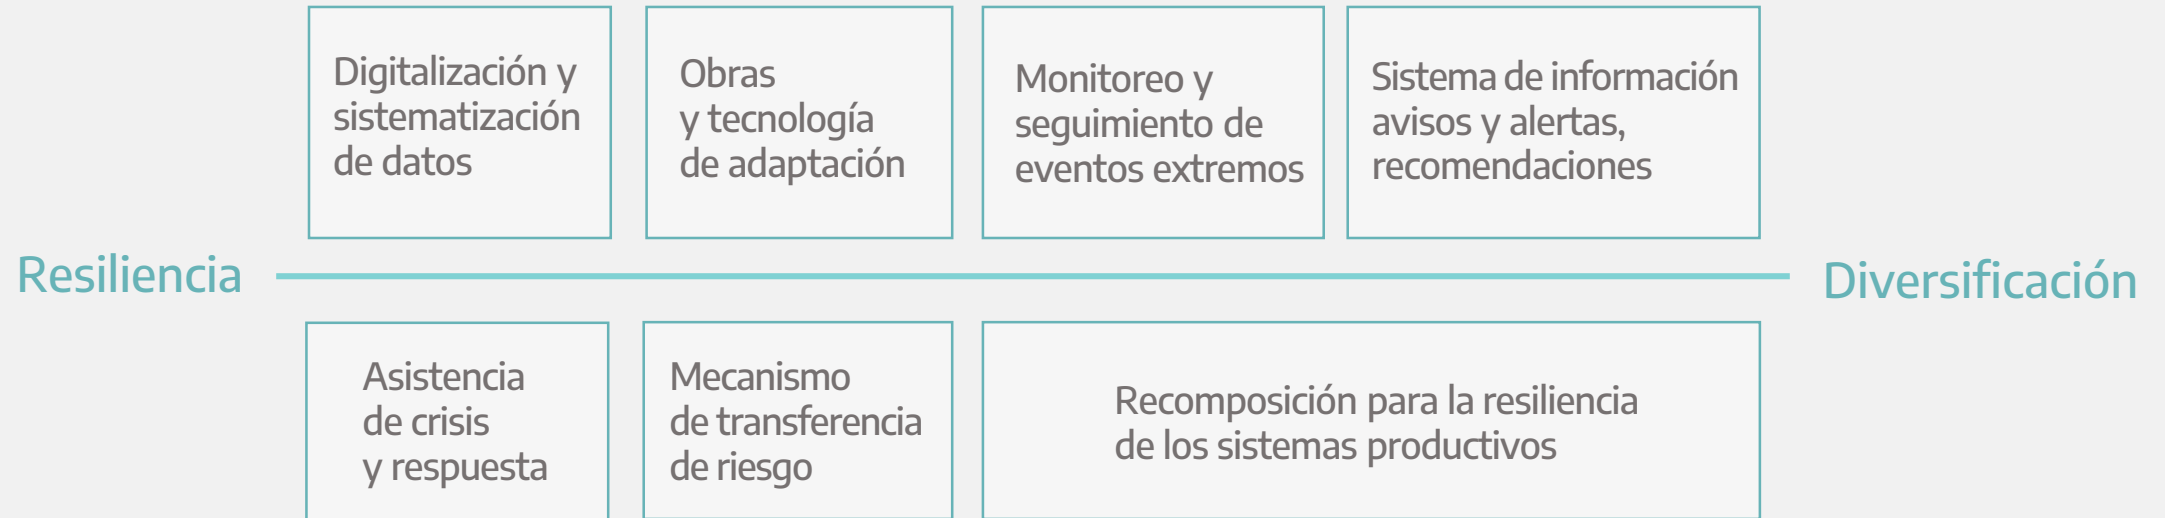 Digitalización y
sistematización
de datos
Obras
y tecnología
de adaptación
Monitoreo y
seguimiento de
eventos extremos
Sistema de información
avisos y alertas,
recomendaciones
Resiliencia
Diversificación
Asistencia
de crisis
y respuesta
Mecanismo
de transferencia
de riesgo
Recomposición para la resiliencia
de los sistemas productivos